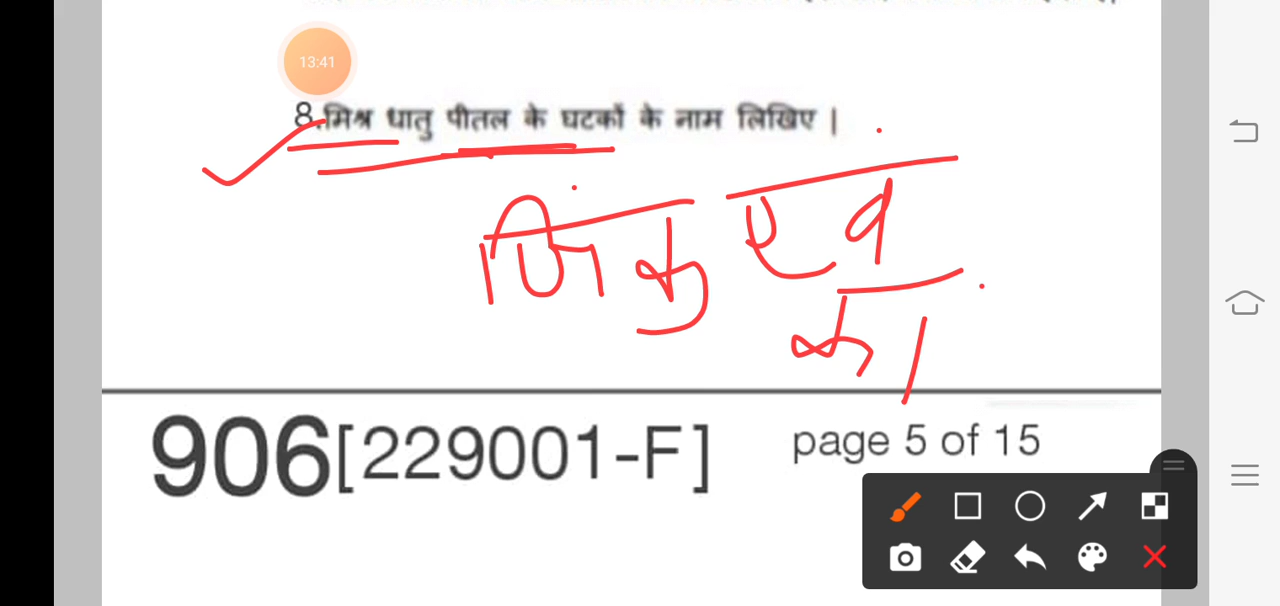 13:41
8.मिश्र धातु पीतल के घटकों के नाम लिखिए |
जिंक एवं
का
906[229001-F]
page 5 of 15